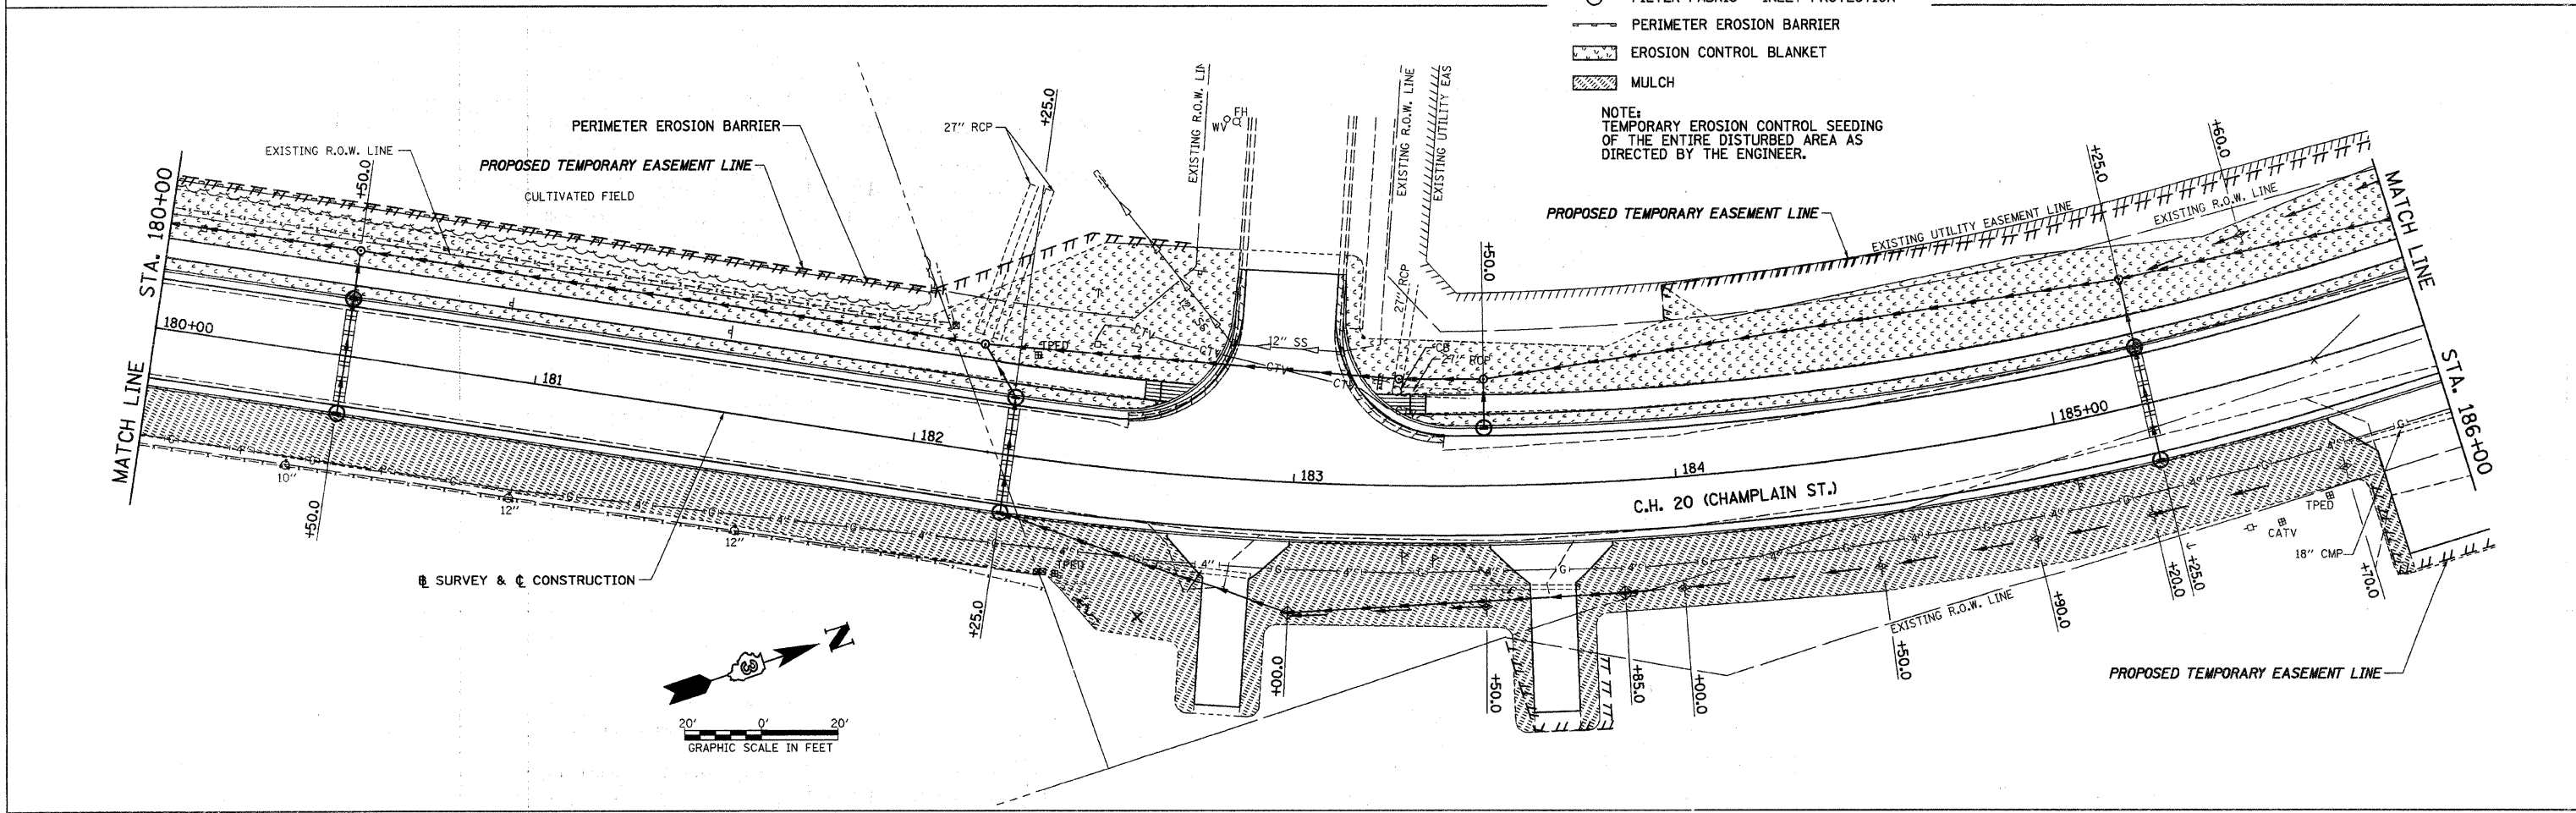 PERIMETER EROSION BARRIER
EROSION CONTROL BLANKET
MULCH
NOTE:
TEMPORARY EROSION CONTROL SEEDING
OF THE ENTIRE DISTURBED AREA AS
DIRECTED BY THE ENGINEER.
MATCH LINE
STA. 180+00
180+00
EXISTING R.O.W. LINE
+50.0
PERIMETER EROSION BARRIER
PROPOSED TEMPORARY EASEMENT LINE
CULTIVATED FIELD
27" RCP
+25.0
WV
FH
EXISTING R.O.W. LIN
EXISTING R.O.W. LINE
EXISTING UTILITY EAS
12" SS
12" SS
27" RCP
CB
27" RCP
CTV
CTV
CTV
TPED
+50.0
PROPOSED TEMPORARY EASEMENT LINE
EXISTING UTILITY EASEMENT LINE
EXISTING R.O.W. LINE
+25.0
+60.0
MATCH LINE
STA. 186+00
181
182
183
184
185+00
C.H. 20 (CHAMPLAIN ST.)
10"
12"
12"
+50.0
℄ SURVEY & ℄ CONSTRUCTION
+25.0
TPED
+00.0
+50.0
+85.0
+00.0
+50.0
+90.0
+20.0
+25.0
+70.0
EXISTING R.O.W. LINE
TPED
CATV
18" CMP
PROPOSED TEMPORARY EASEMENT LINE
N
20'
0'
20'
GRAPHIC SCALE IN FEET